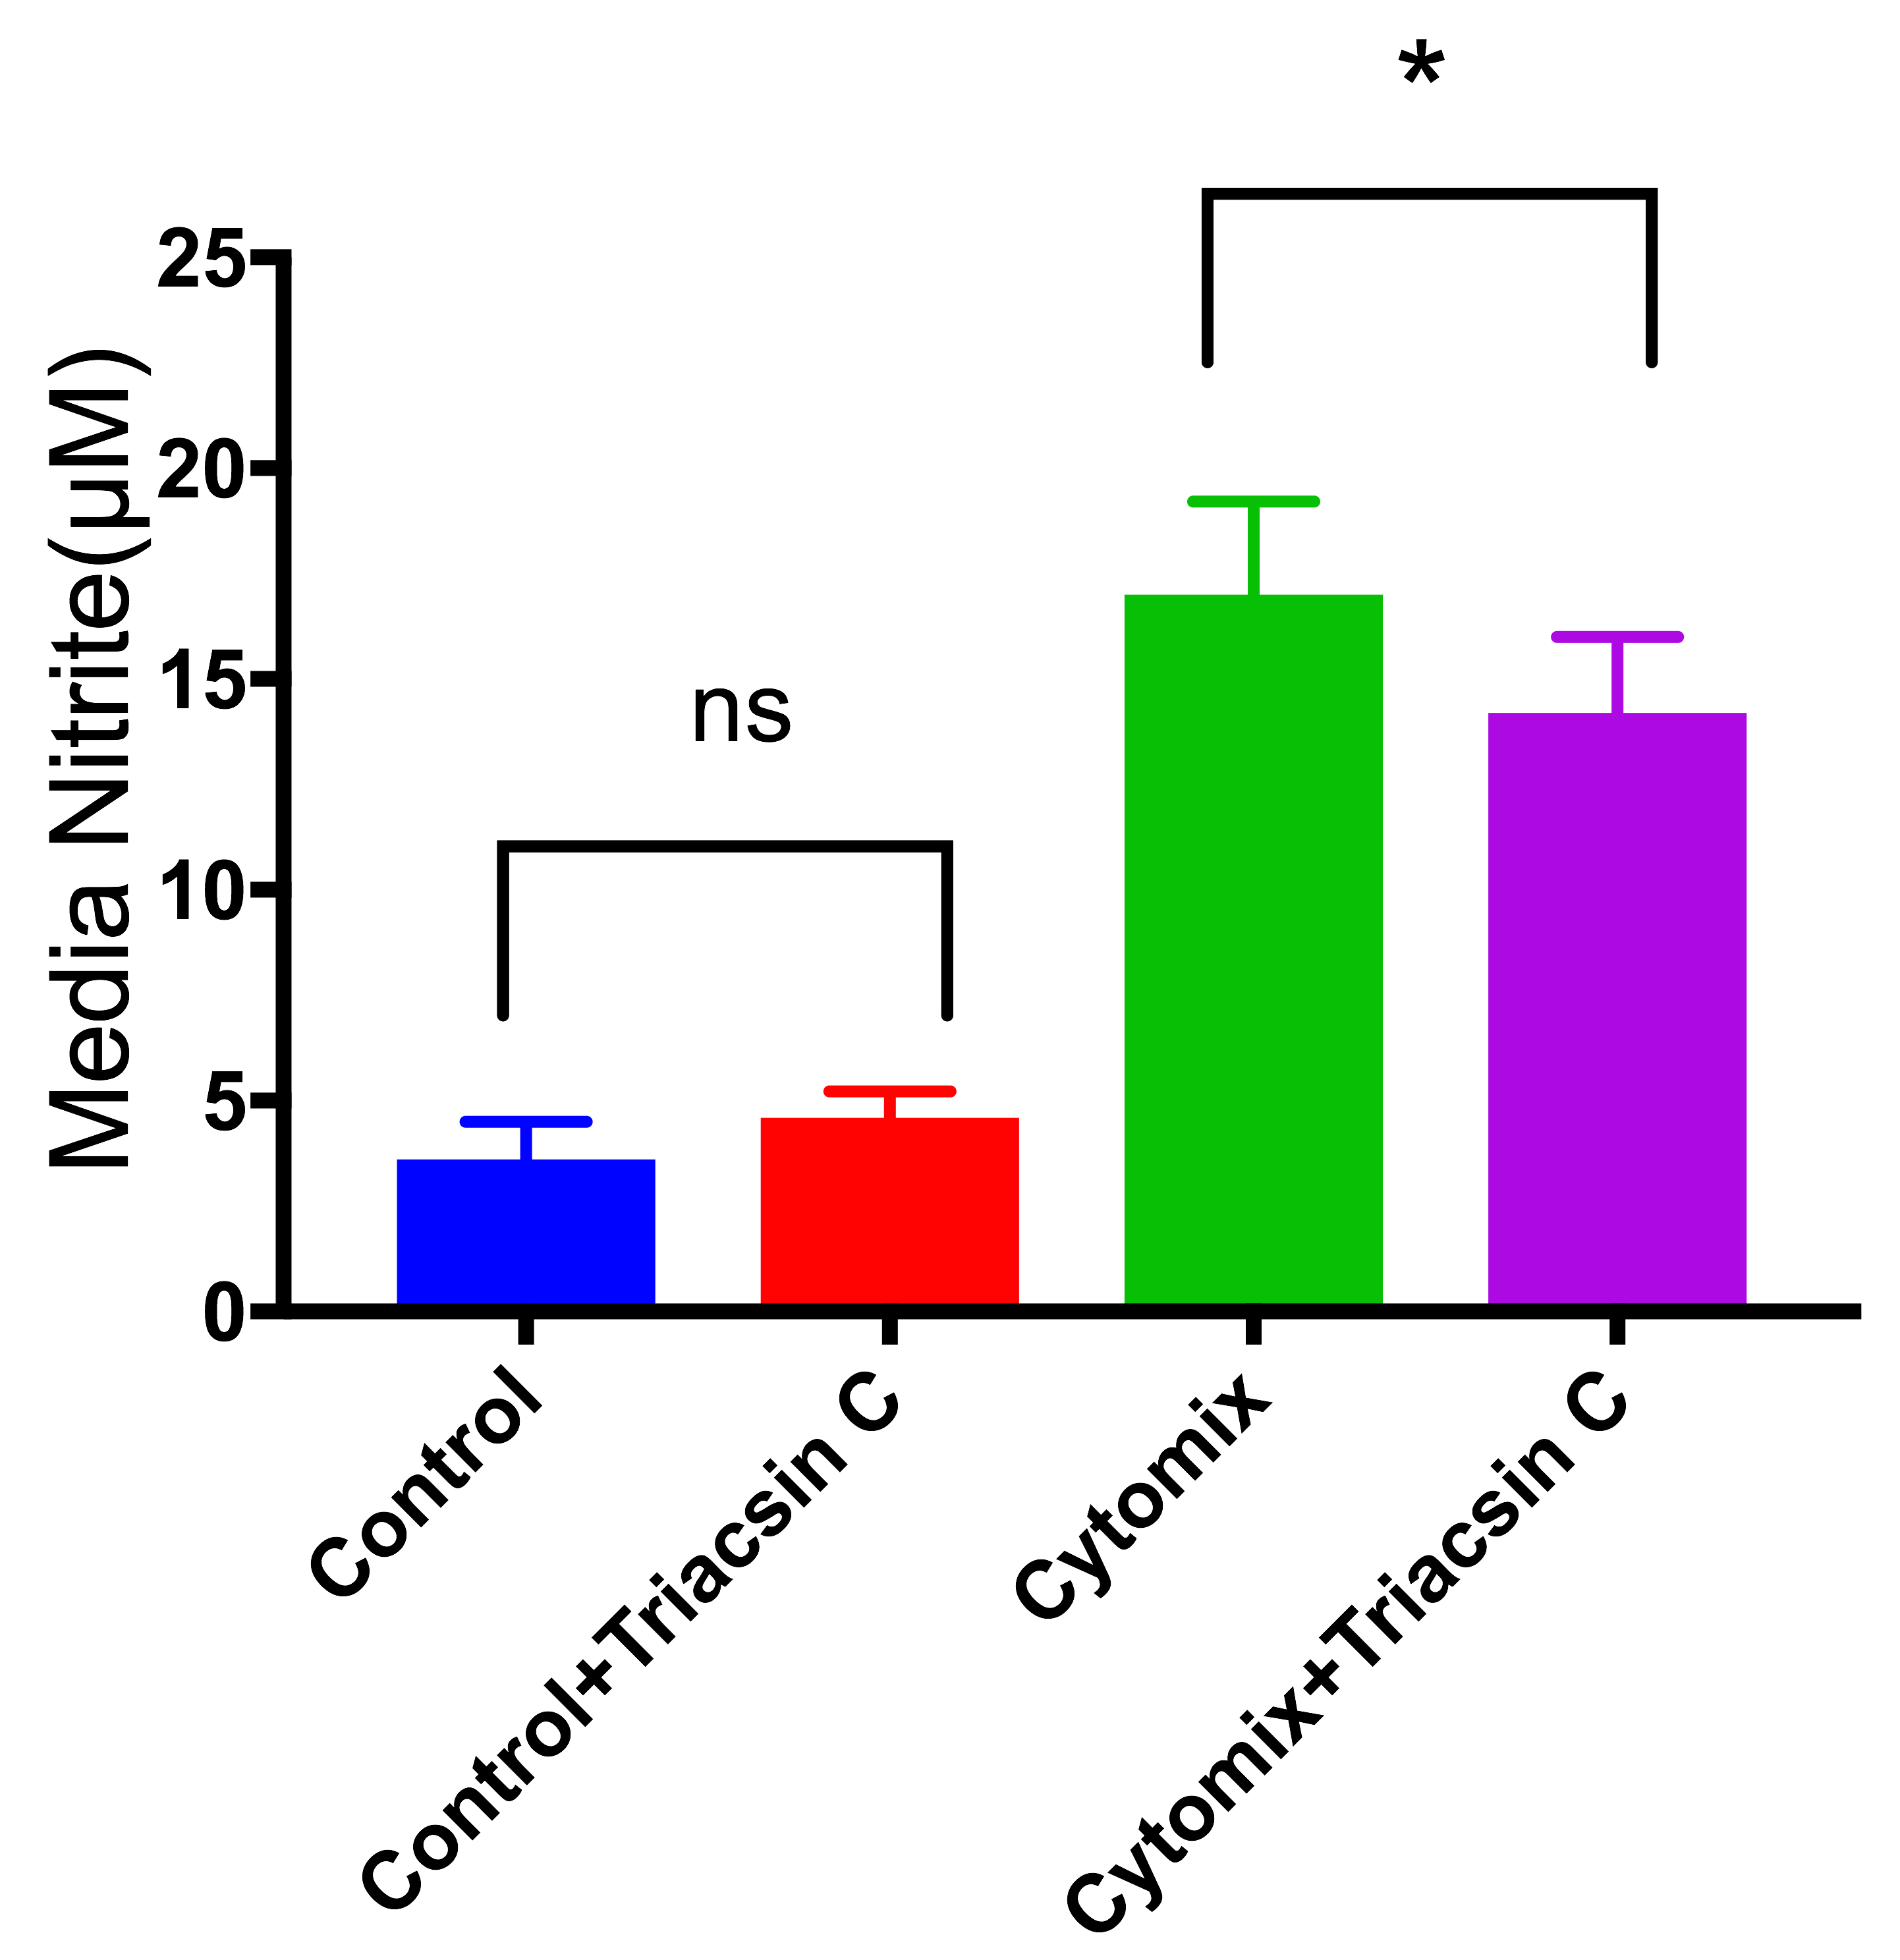 *
25
20
15
10
5
0
Media Nitrite(µM)
ns
Control
Control+Triacsin C
Cytomix
Cytomix+Triacsin C